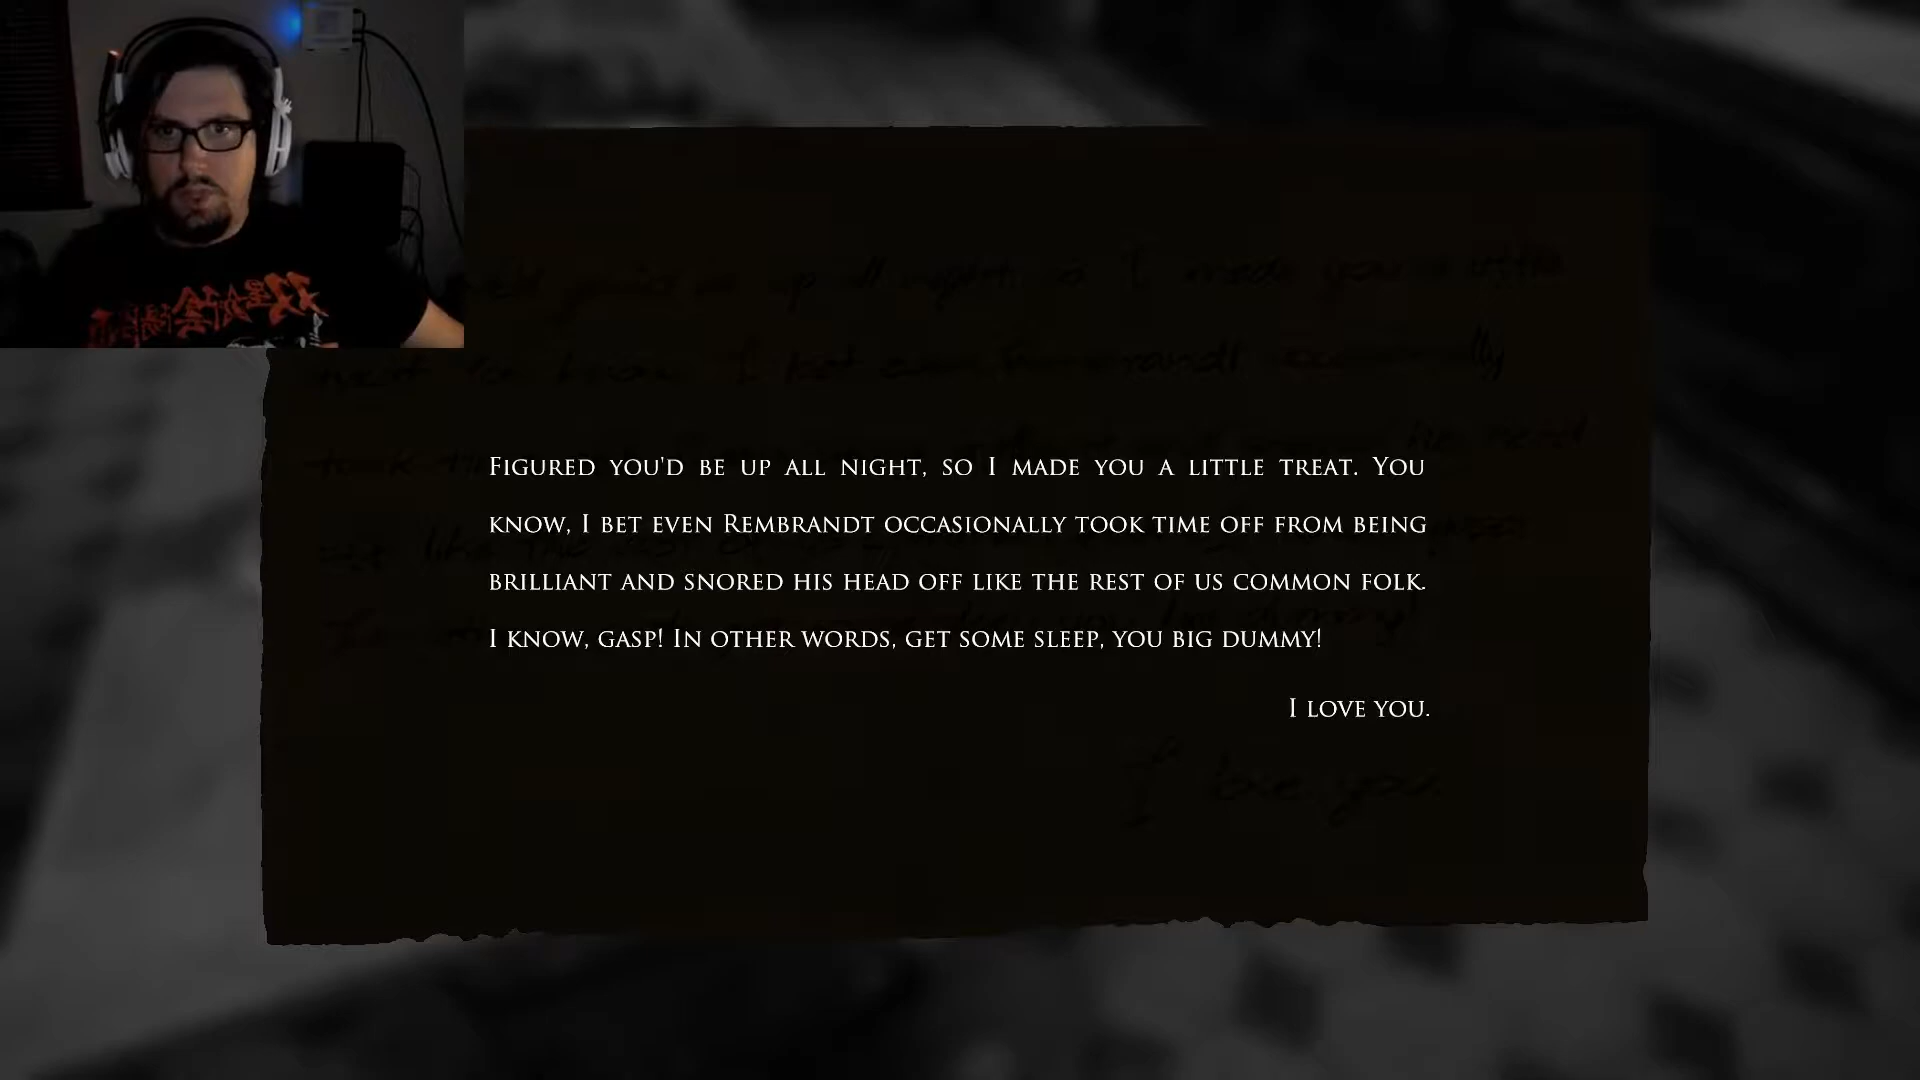 Figured you'd be up all night, so I made you a little treat. You
know, I bet even Rembrandt occasionally took time off from being
brilliant and snored his head off like the rest of us common folk.
I know, gasp! In other words, get some sleep, you big dummy!
I love you.